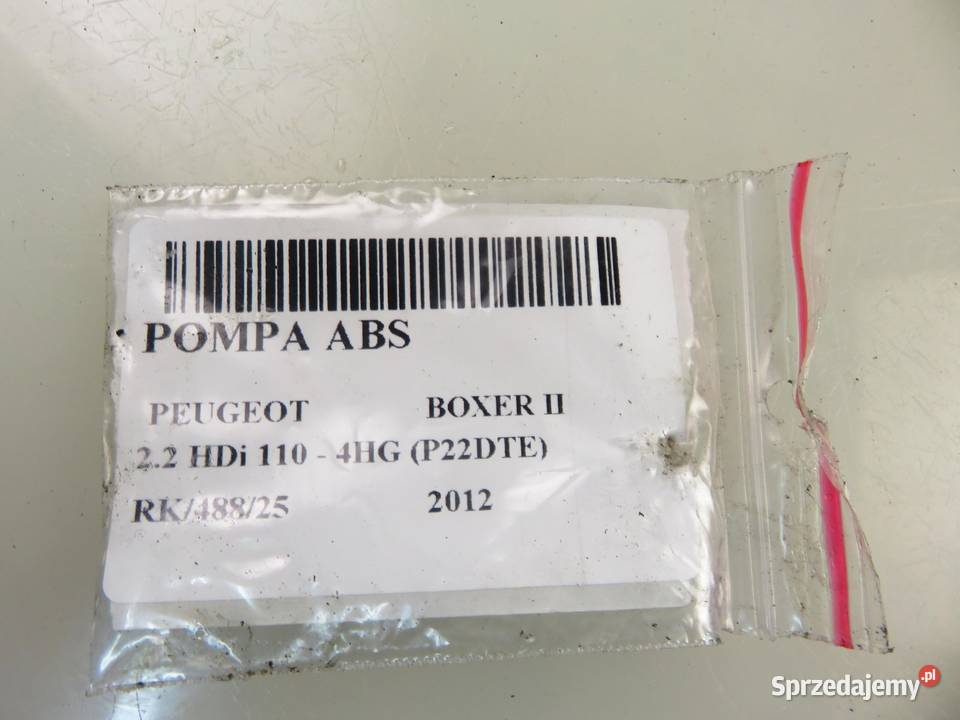 POMPA ABS
PEUGEOT BOXER II
2.2 HDi 110 - 4HG (P22DTE)
RK/488/25 2012
Sprzedajemy.pl